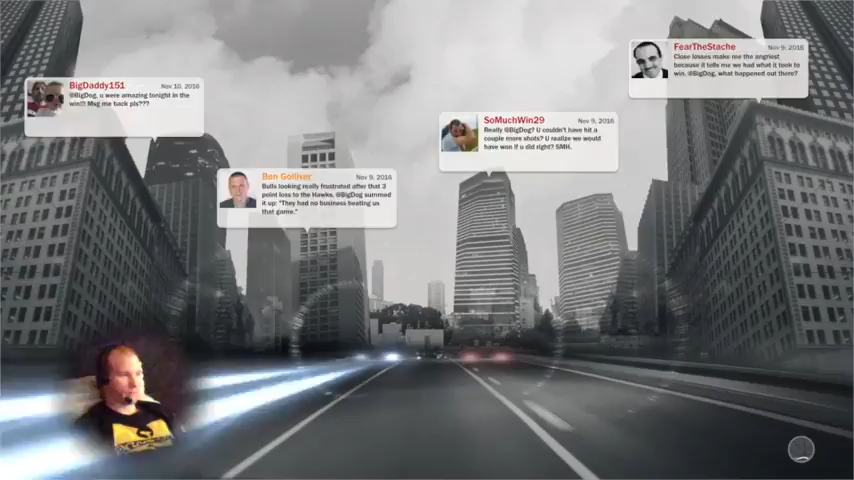 FearTheStache Nov 9, 2016
Close losses make me the angriest
because it tells me we had what it took to
win. @BigDog, what happened out there?
BigDaddy151 Nov 10, 2016
@BigDog, u were amazing tonight in the
win!!! Msg me back pls???
SoMuchWin29 Nov 9, 2016
Really @BigDog? U couldn't have hit a
couple more shots? U realize we would
have won if u did right? SMH.
Ben Golliver Nov 9, 2016
Bulls looking really frustrated after that 3
point loss to the Hawks. @BigDog summed
it up: "They had no business beating us
that game."